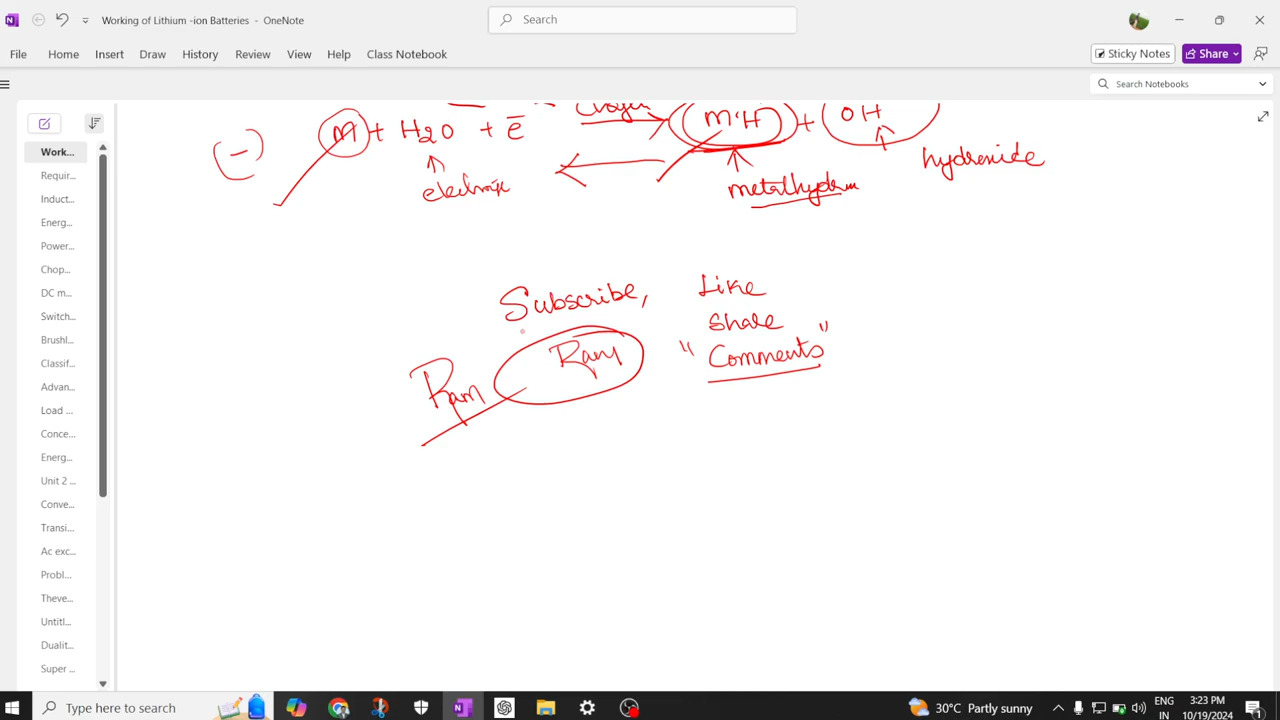 Working of Lithium -ion Batteries - OneNote
Search
File Home Insert Draw History Review View Help Class Notebook
Sticky Notes
Share
Search Notebooks
Work...
Requir...
Induct...
Energ...
Power...
Chop...
DC m...
Switch...
Brushl...
Classif...
Advan...
Load ...
Conce...
Energ...
Unit 2 ...
Conve...
Transi...
Ac exc...
Probl...
Theve...
Untitl...
Dualit...
Super ...
(-) M + H2O + e̅ M·H + OH
hydroxide
Subscribe, Like
Share
Ram "Comments"
Ram
Type here to search
30°C Partly sunny
ENG
IN
3:23 PM
10/19/2024
1